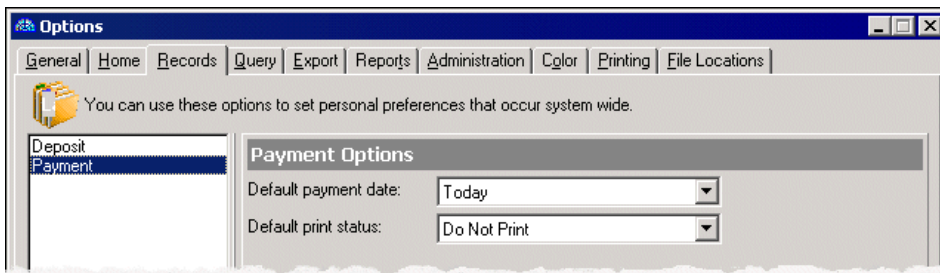 Options
General Home Records Query Export Reports Administration Color Printing File Locations
You can use these options to set personal preferences that occur system wide.
Deposit
Payment
Payment Options
Default payment date: Today
Default print status: Do Not Print